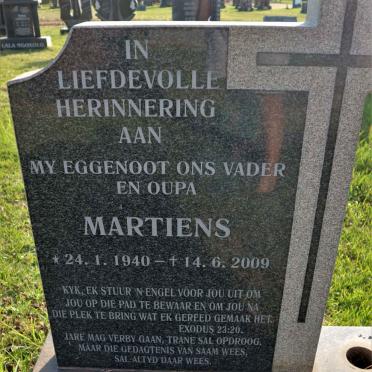 LALA NGOXOLO
IN
LIEFDEVOLLE
HERINNERING
AAN
MY EGGENOOT ONS VADER
EN OUPA
MARTIENS
* 24. 1. 1940 – † 14. 6. 2009
KYK, EK STUUR 'N ENGEL VOOR JOU UIT OM
JOU OP DIE PAD TE BEWAAR EN OM JOU NA
DIE PLEK TE BRING WAT EK GEREED GEMAAK HET.
EXODUS 23:20.
JARE MAG VERBY GAAN, TRANE SAL OPDROOG,
MAAR DIE GEDAGTENIS VAN SAAM WEES,
SAL ALTYD DAAR WEES.